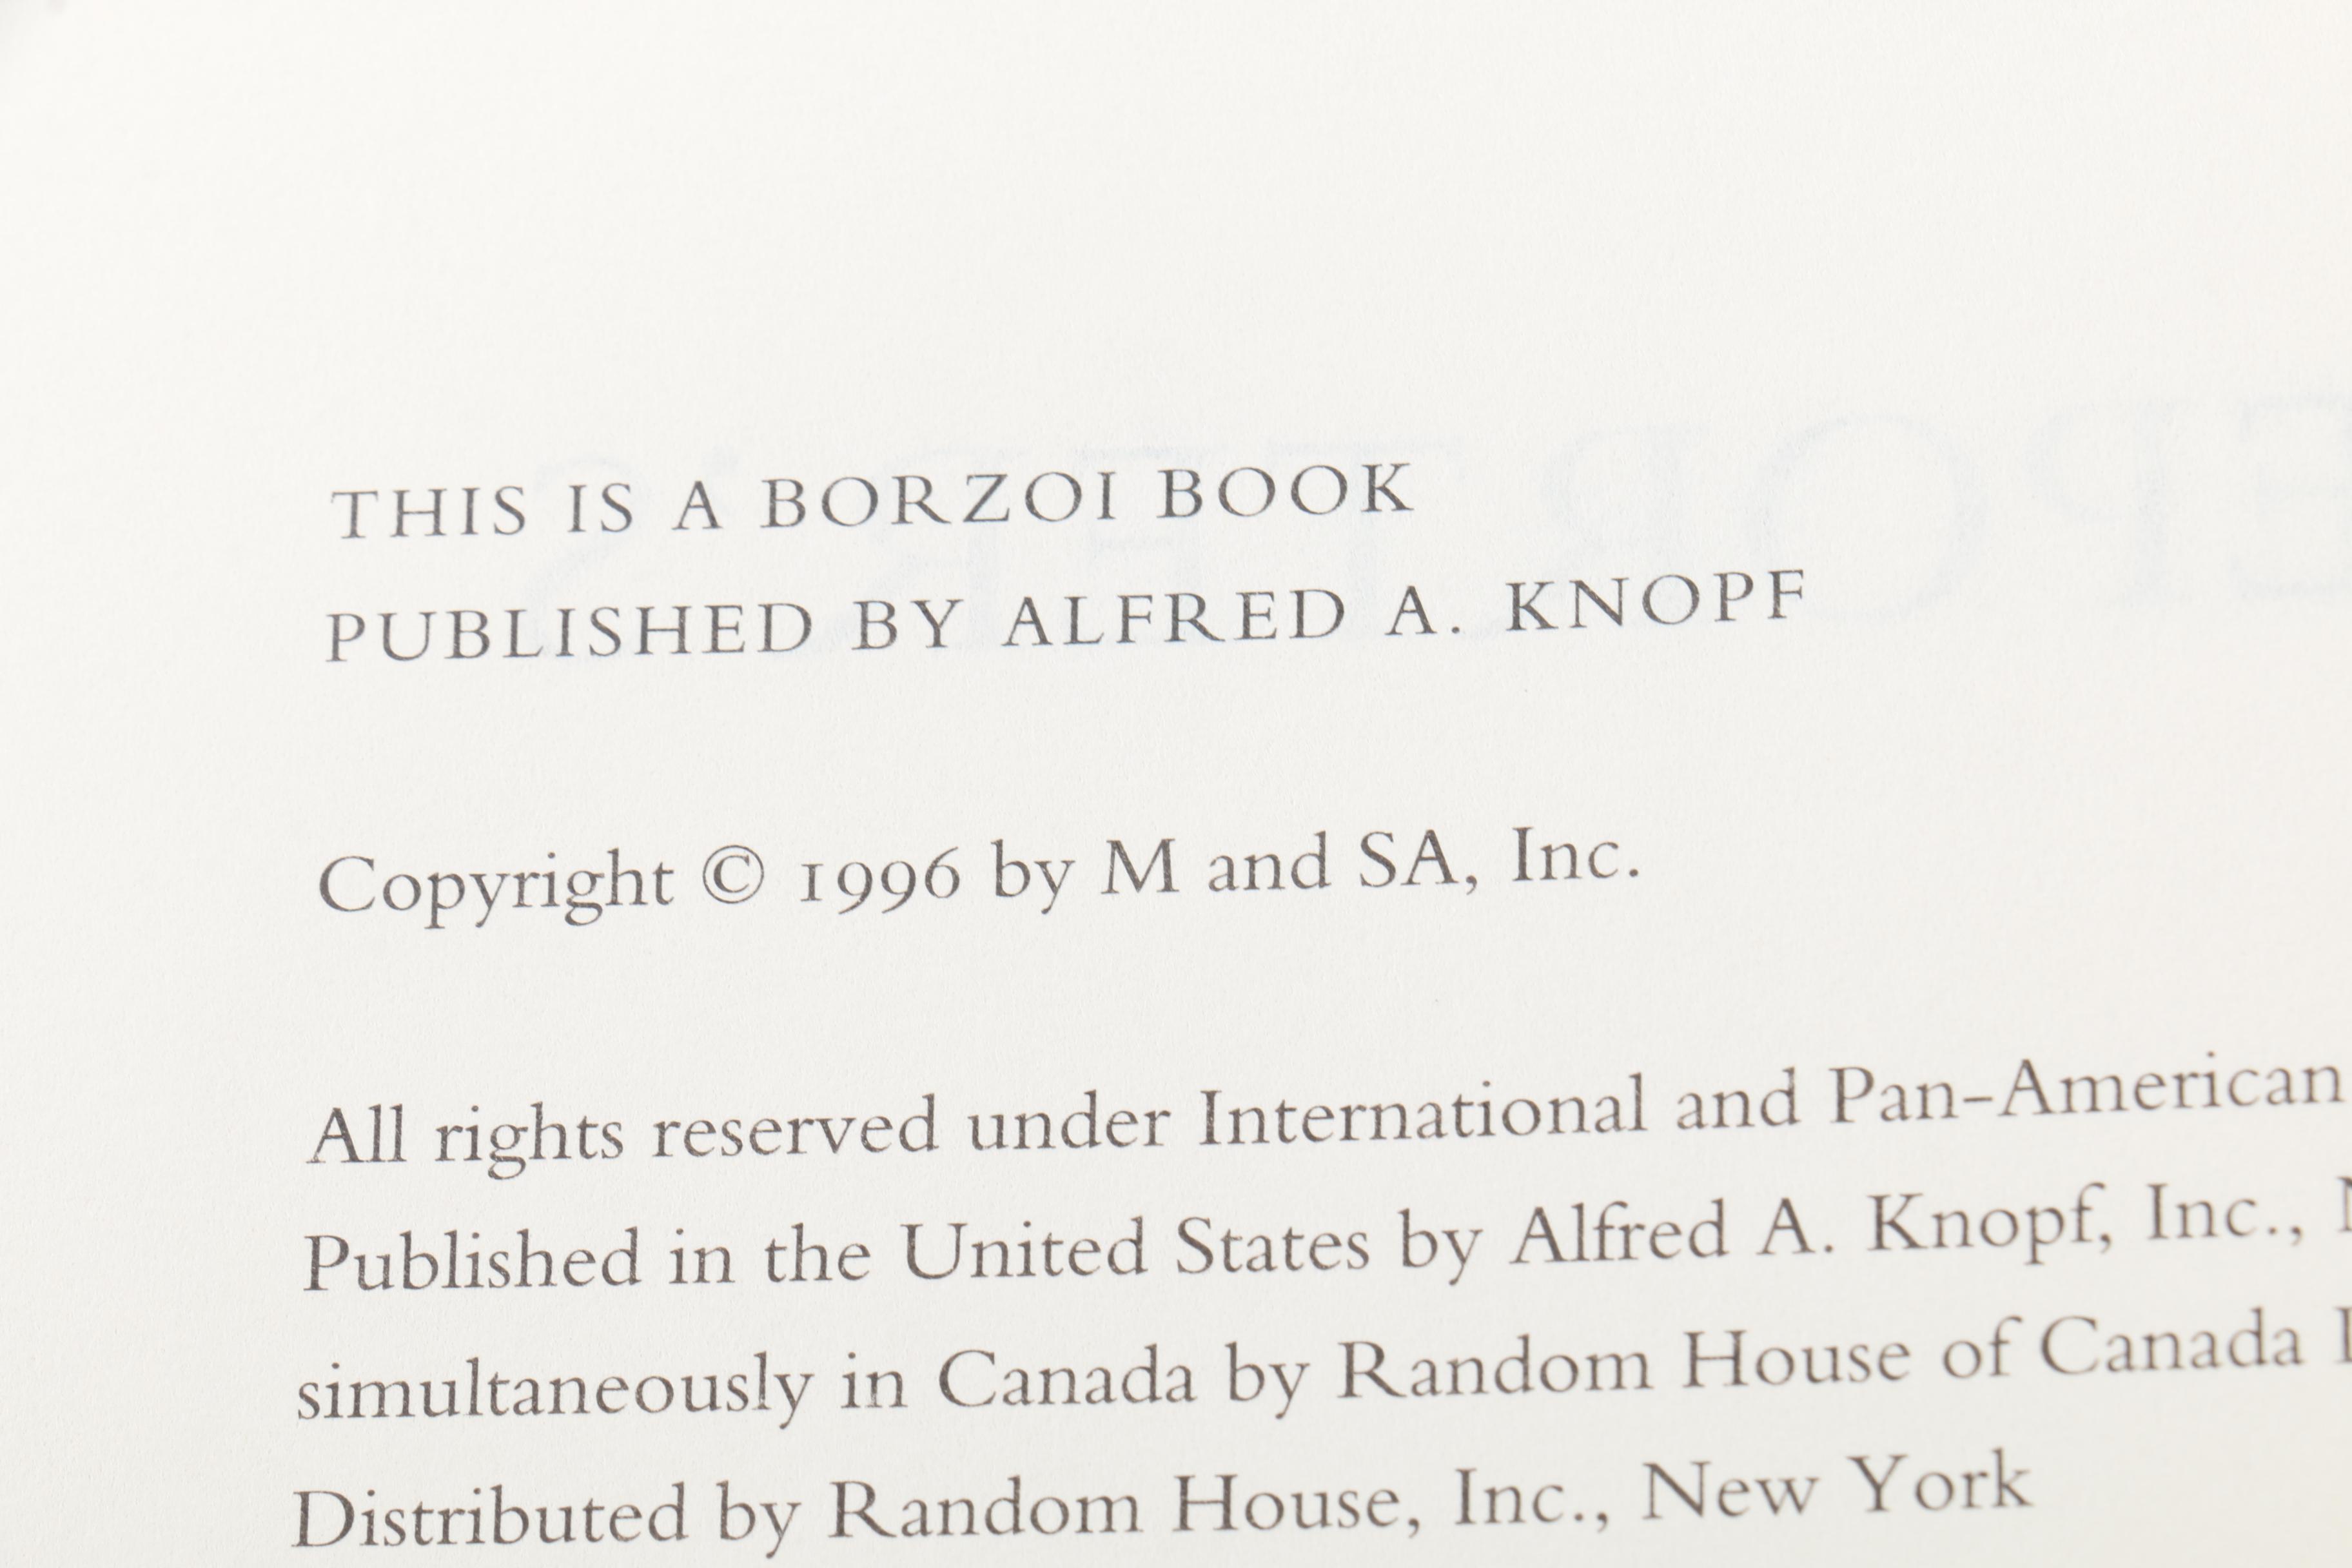 THIS IS A BORZOI BOOK
PUBLISHED BY ALFRED A. KNOPF
Copyright © 1996 by M and SA, Inc.
All rights reserved under International and Pan-American
Published in the United States by Alfred A. Knopf, Inc.,
simultaneously in Canada by Random House of Canada
Distributed by Random House, Inc., New York